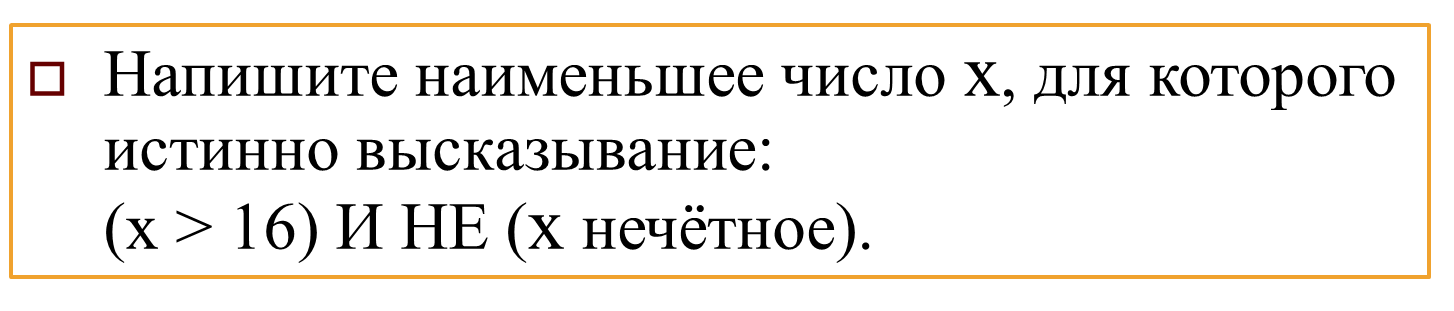 Напишите наименьшее число x, для которого
истинно высказывание:
(x > 16) И НЕ (x нечётное).